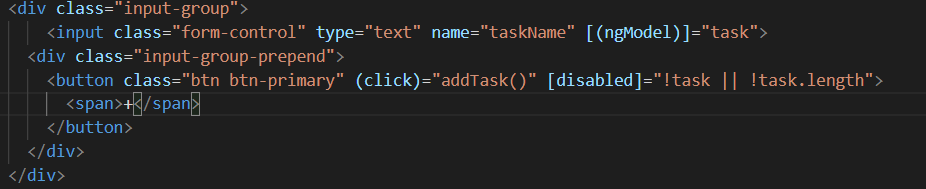 <div class="input-group">
    <input class="form-control" type="text" name="taskName" [(ngModel)]="task">
  <div class="input-group-prepend">
    <button class="btn btn-primary" (click)="addTask()" [disabled]="!task || !task.length">
      <span>+</span>
    </button>
  </div>
</div>